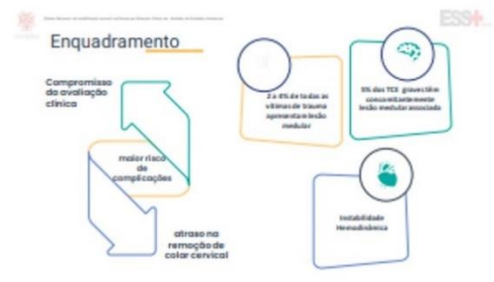 ESS+
Enquadramento
Compromisso
da avaliação
clínica
maior risco
de
complicações
atraso na
remoção de
colar cervical
2 a 4% de todas as
vítimas de trauma
apresentam lesão
medular
5% dos TCE graves têm
concomitantemente
lesão medular associada
Instabilidade
Hemodinâmica